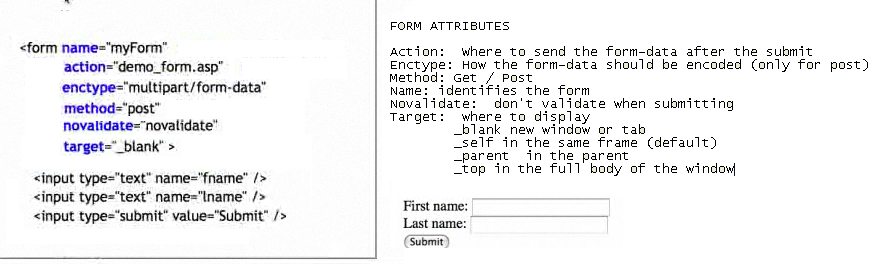 <form name="myForm"
action="demo_form.asp"
enctype="multipart/form-data"
method="post"
novalidate="novalidate"
target="_blank" >
<input type="text" name="fname" />
<input type="text" name="lname" />
<input type="submit" value="Submit" />
FORM ATTRIBUTES
Action:  where to send the form-data after the submit
Enctype: How the form-data should be encoded (only for post)
Method: Get / Post
Name: identifies the form
Novalidate:  don't validate when submitting
Target:  where to display
_blank new window or tab
_self in the same frame (default)
_parent  in the parent
_top in the full body of the window
First name:
Last name:
Submit